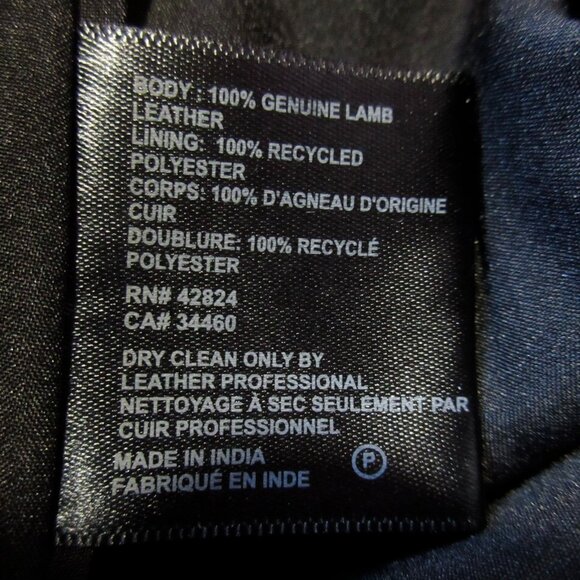 BODY : 100% GENUINE LAMB
LEATHER
LINING: 100% RECYCLED
POLYESTER
CORPS: 100% D'AGNEAU D'ORIGINE
CUIR
DOUBLURE: 100% RECYCLÉ
POLYESTER
RN# 42824
CA# 34460
DRY CLEAN ONLY BY
LEATHER PROFESSIONAL
NETTOYAGE À SEC SEULEMENT PAR
CUIR PROFESSIONNEL
MADE IN INDIA
FABRIQUÉ EN INDE
P